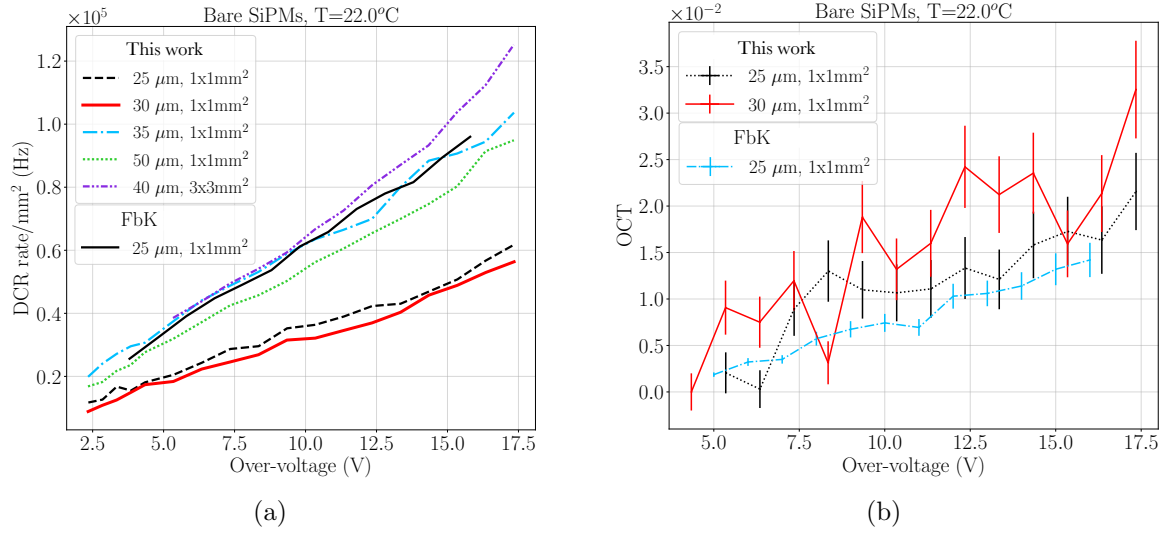 Bare SiPMs, T=22.0°C
×10⁵
This work
25 μm, 1x1mm²
30 μm, 1x1mm²
35 μm, 1x1mm²
50 μm, 1x1mm²
40 μm, 3x3mm²
FbK
25 μm, 1x1mm²
1.2
1.0
0.8
0.6
0.4
0.2
DCR rate/mm² (Hz)
2.5 5.0 7.5 10.0 12.5 15.0 17.5
Over-voltage (V)
(a)
Bare SiPMs, T=22.0°C
×10⁻²
This work
25 μm, 1x1mm²
30 μm, 1x1mm²
FbK
25 μm, 1x1mm²
3.5
3.0
2.5
2.0
1.5
1.0
0.5
0.0
OCT
5.0 7.5 10.0 12.5 15.0 17.5
Over-voltage (V)
(b)